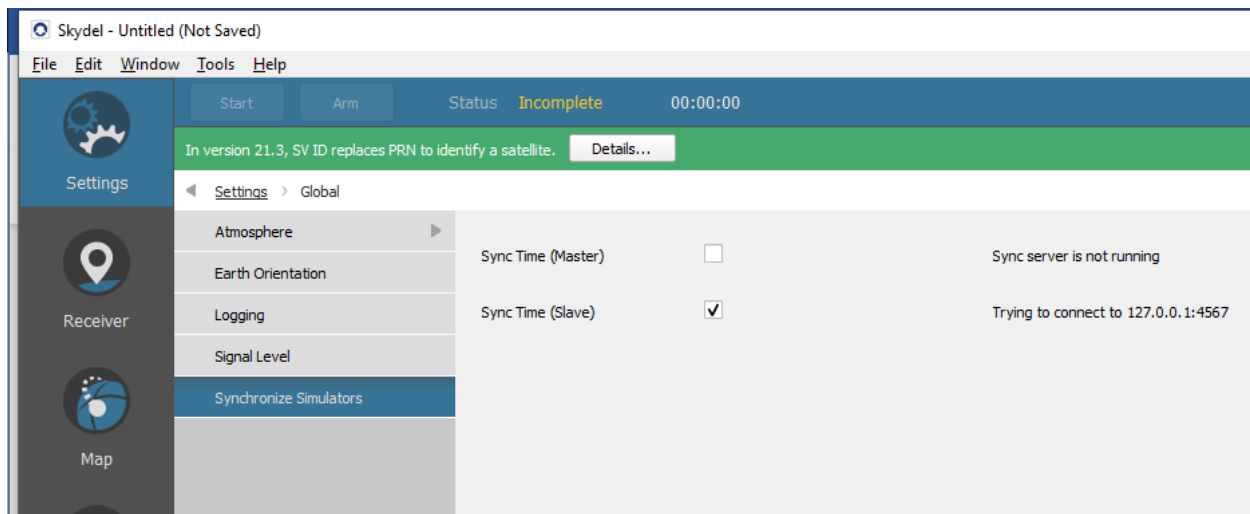 Skydel - Untitled (Not Saved)
File Edit Window Tools Help
Start Arm Status Incomplete 00:00:00
In version 21.3, SV ID replaces PRN to identify a satellite. Details...
Settings
Settings > Global
Atmosphere
Sync Time (Master) Sync server is not running
Earth Orientation
Receiver
Logging
Sync Time (Slave) Trying to connect to 127.0.0.1:4567
Signal Level
Synchronize Simulators
Map